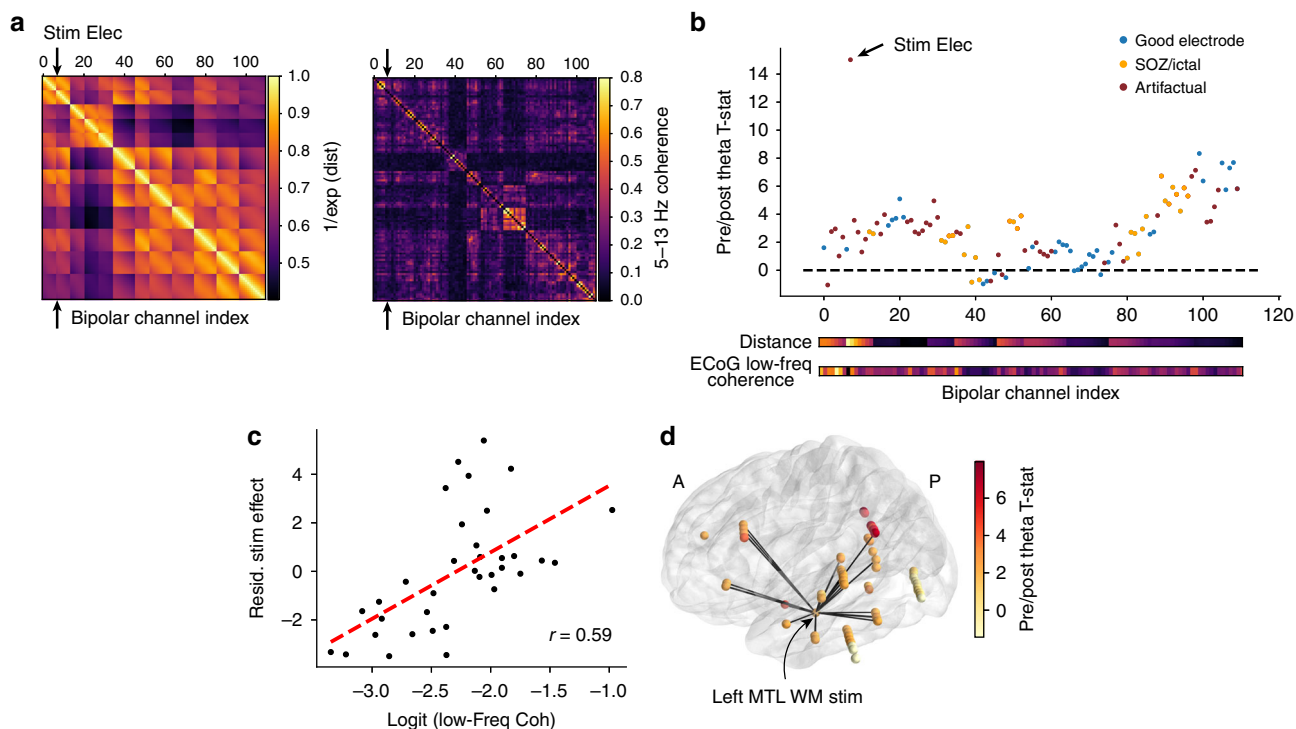 a
Stim Elec
0 20 40 60 80 100
1.0
0.9
0.8
0.7
0.6
0.5
1/exp (dist)
Bipolar channel index
0 20 40 60 80 100
0.8
0.7
0.6
0.5
0.4
0.3
0.2
0.1
0.0
5–13 Hz coherence
Bipolar channel index
b
Stim Elec
Good electrode
SOZ/ictal
Artifactual
14
12
10
8
6
4
2
0
Pre/post theta T-stat
0 20 40 60 80 100 120
Distance
ECoG low-freq
coherence
Bipolar channel index
c
4
2
0
–2
Resid. stim effect
r = 0.59
–3.0 –2.5 –2.0 –1.5 –1.0
Logit (low-Freq Coh)
d
A
P
6
4
2
0
Pre/post theta T-stat
Left MTL WM stim